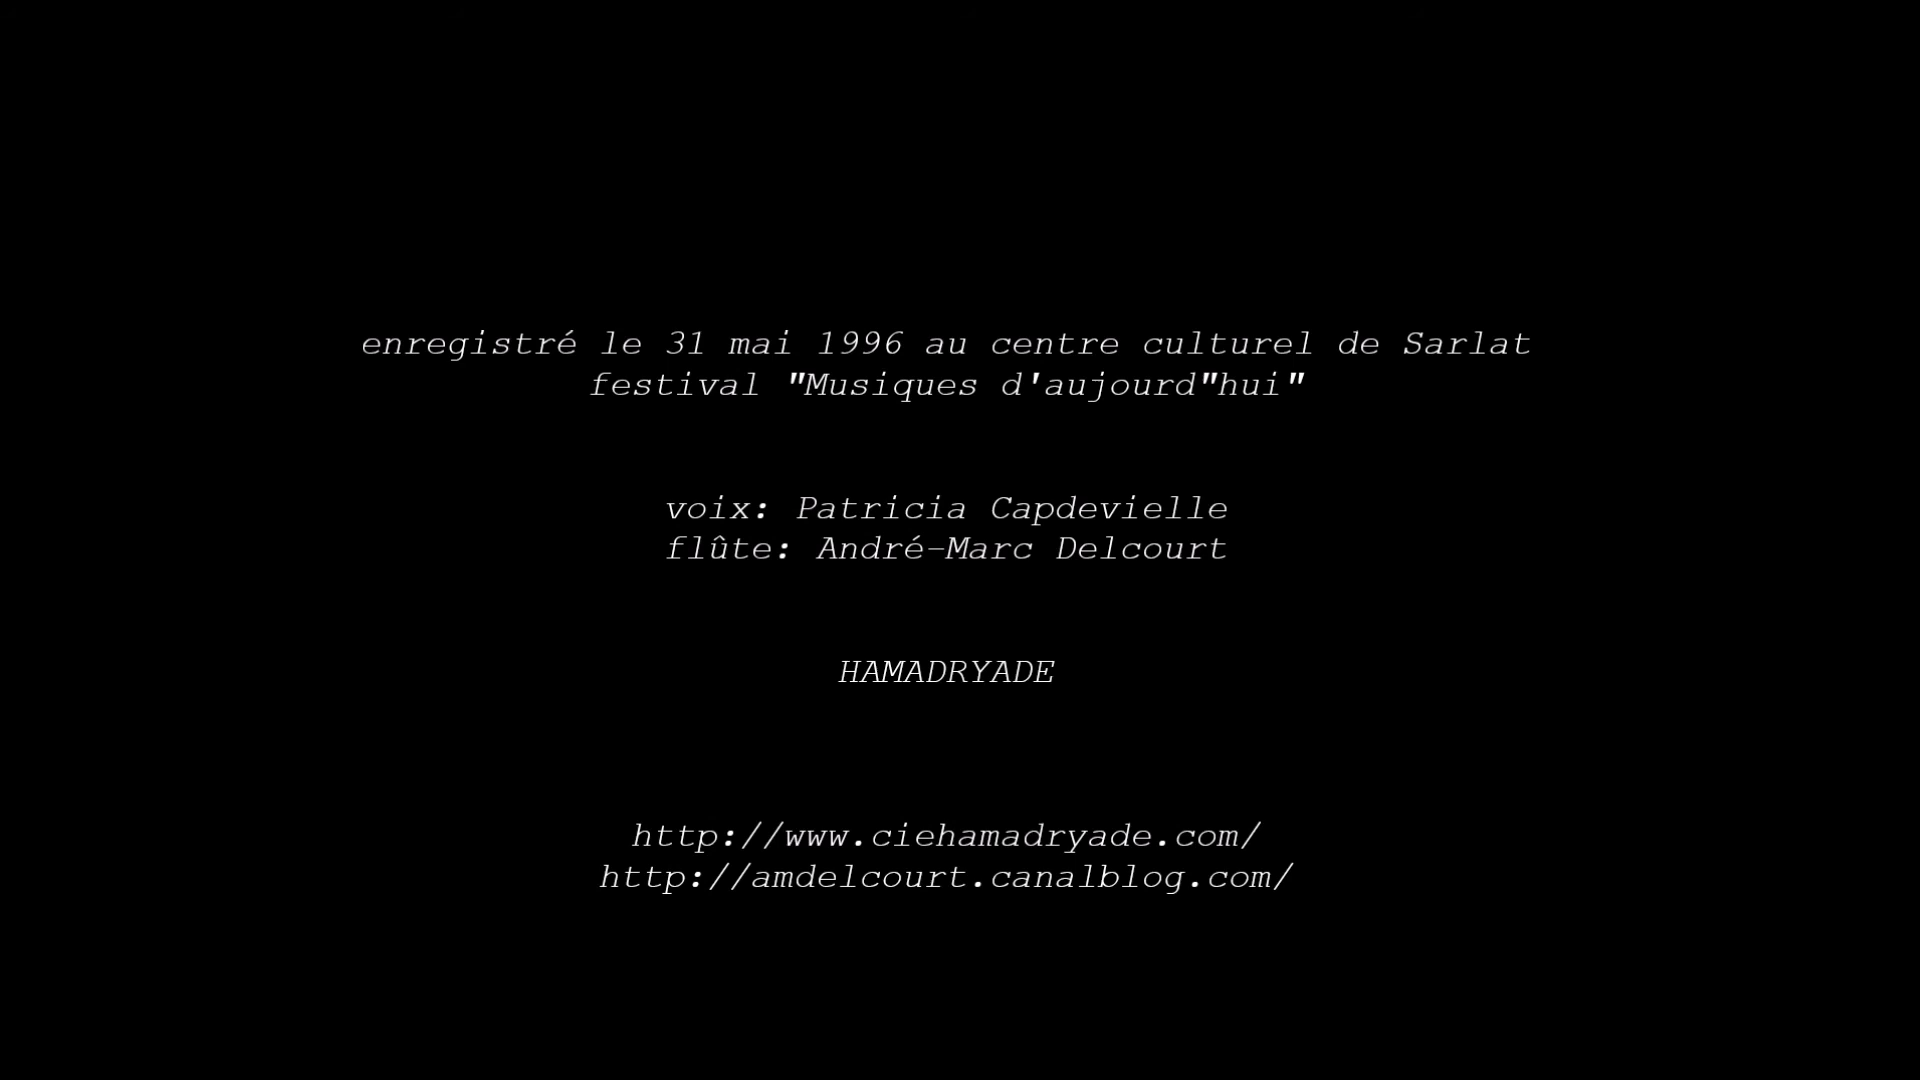 enregistré le 31 mai 1996 au centre culturel de Sarlat
festival "Musiques d'aujourd"hui"
voix: Patricia Capdevielle
flûte: André-Marc Delcourt
HAMADRYADE
http://www.ciehamadryade.com/
http://amdelcourt.canalblog.com/